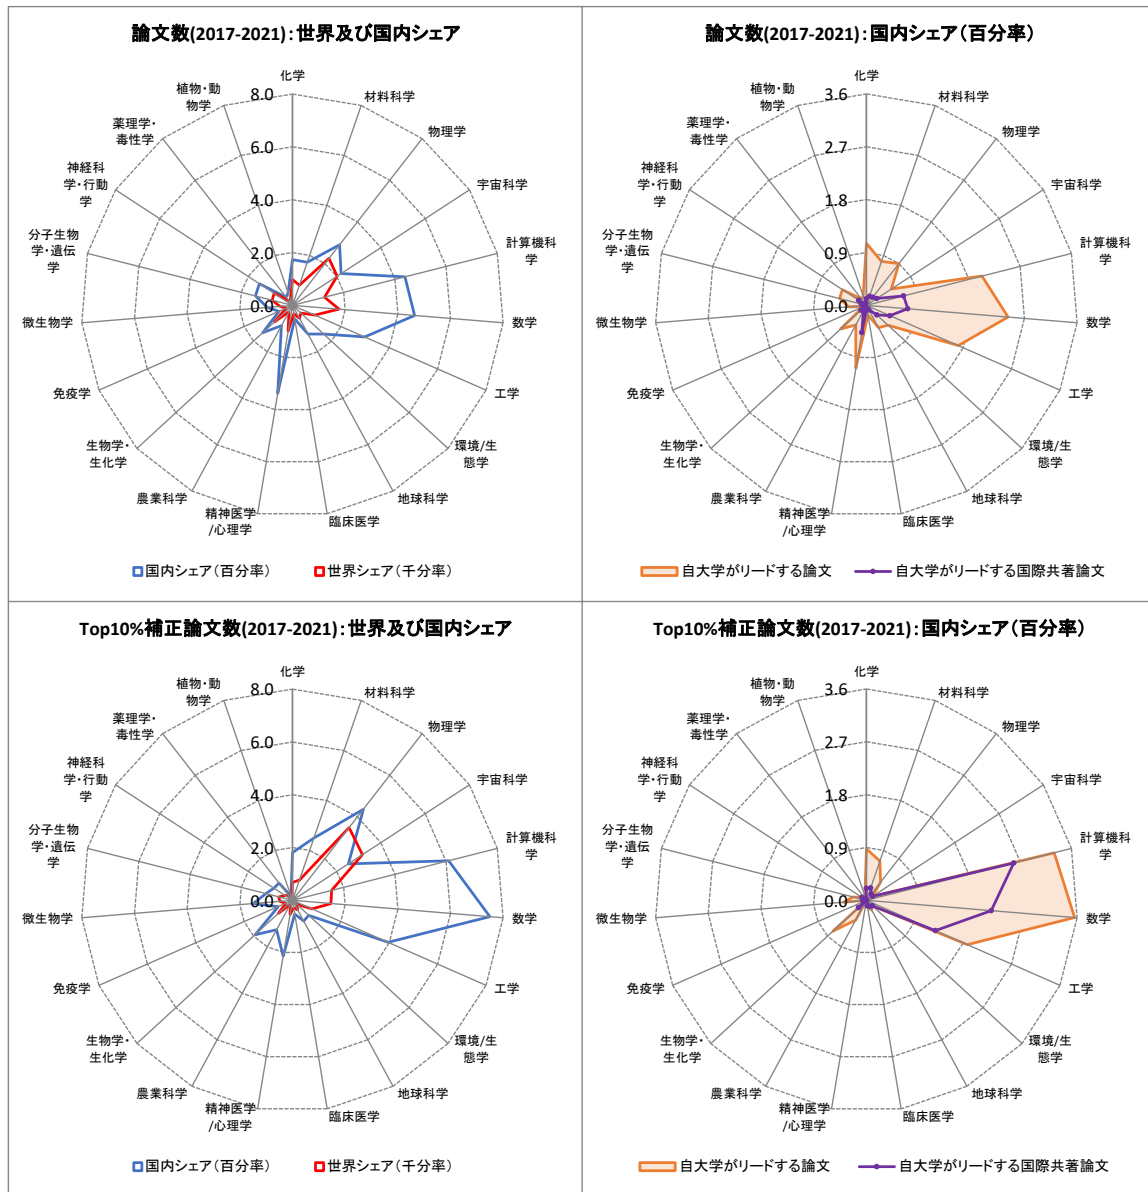 論文数(2017-2021)：世界及び国内シェア
化学
材料科学
物理学
宇宙科学
計算機科
学
数学
工学
環境/生
態学
地球科学
臨床医学
精神医学
/心理学
農業科学
生物学・
生化学
免疫学
微生物学
分子生物
学・遺伝
学
神経科
学・行動
学
薬理学・
毒性学
植物・動
物学
8.0
6.0
4.0
2.0
0.0
国内シェア（百分率）
世界シェア（千分率）
論文数(2017-2021)：国内シェア（百分率）
化学
材料科学
物理学
宇宙科学
計算機科
学
数学
工学
環境/生
態学
地球科学
臨床医学
精神医学
/心理学
農業科学
生物学・
生化学
免疫学
微生物学
分子生物
学・遺伝
学
神経科
学・行動
学
薬理学・
毒性学
植物・動
物学
3.6
2.7
1.8
0.9
0.0
自大学がリードする論文
自大学がリードする国際共著論文
Top10%補正論文数(2017-2021)：世界及び国内シェア
化学
材料科学
物理学
宇宙科学
計算機科
学
数学
工学
環境/生
態学
地球科学
臨床医学
精神医学
/心理学
農業科学
生物学・
生化学
免疫学
微生物学
分子生物
学・遺伝
学
神経科
学・行動
学
薬理学・
毒性学
植物・動
物学
8.0
6.0
4.0
2.0
0.0
国内シェア（百分率）
世界シェア（千分率）
Top10%補正論文数(2017-2021)：国内シェア（百分率）
化学
材料科学
物理学
宇宙科学
計算機科
学
数学
工学
環境/生
態学
地球科学
臨床医学
精神医学
/心理学
農業科学
生物学・
生化学
免疫学
微生物学
分子生物
学・遺伝
学
神経科
学・行動
学
薬理学・
毒性学
植物・動
物学
3.6
2.7
1.8
0.9
0.0
自大学がリードする論文
自大学がリードする国際共著論文